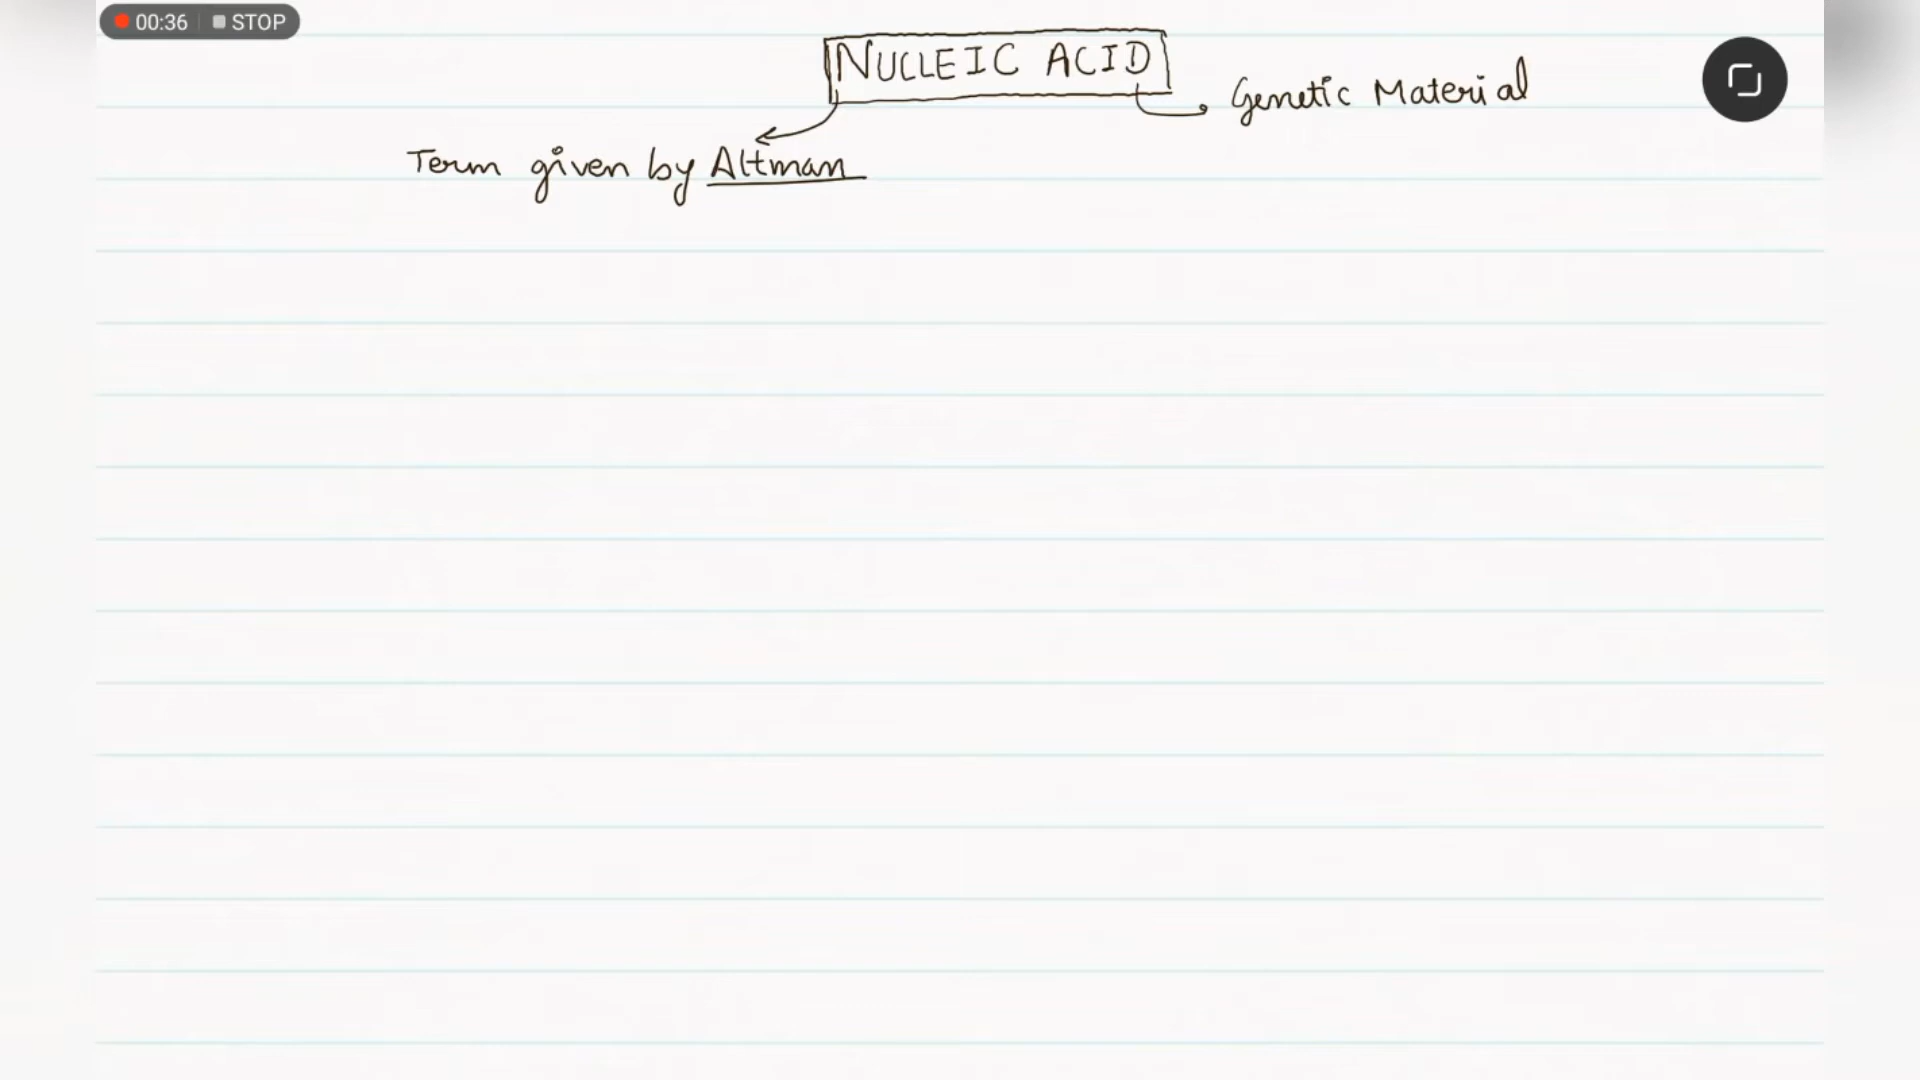 00:36 STOP
NUCLEIC ACID
Genetic Material
Term given by Altman